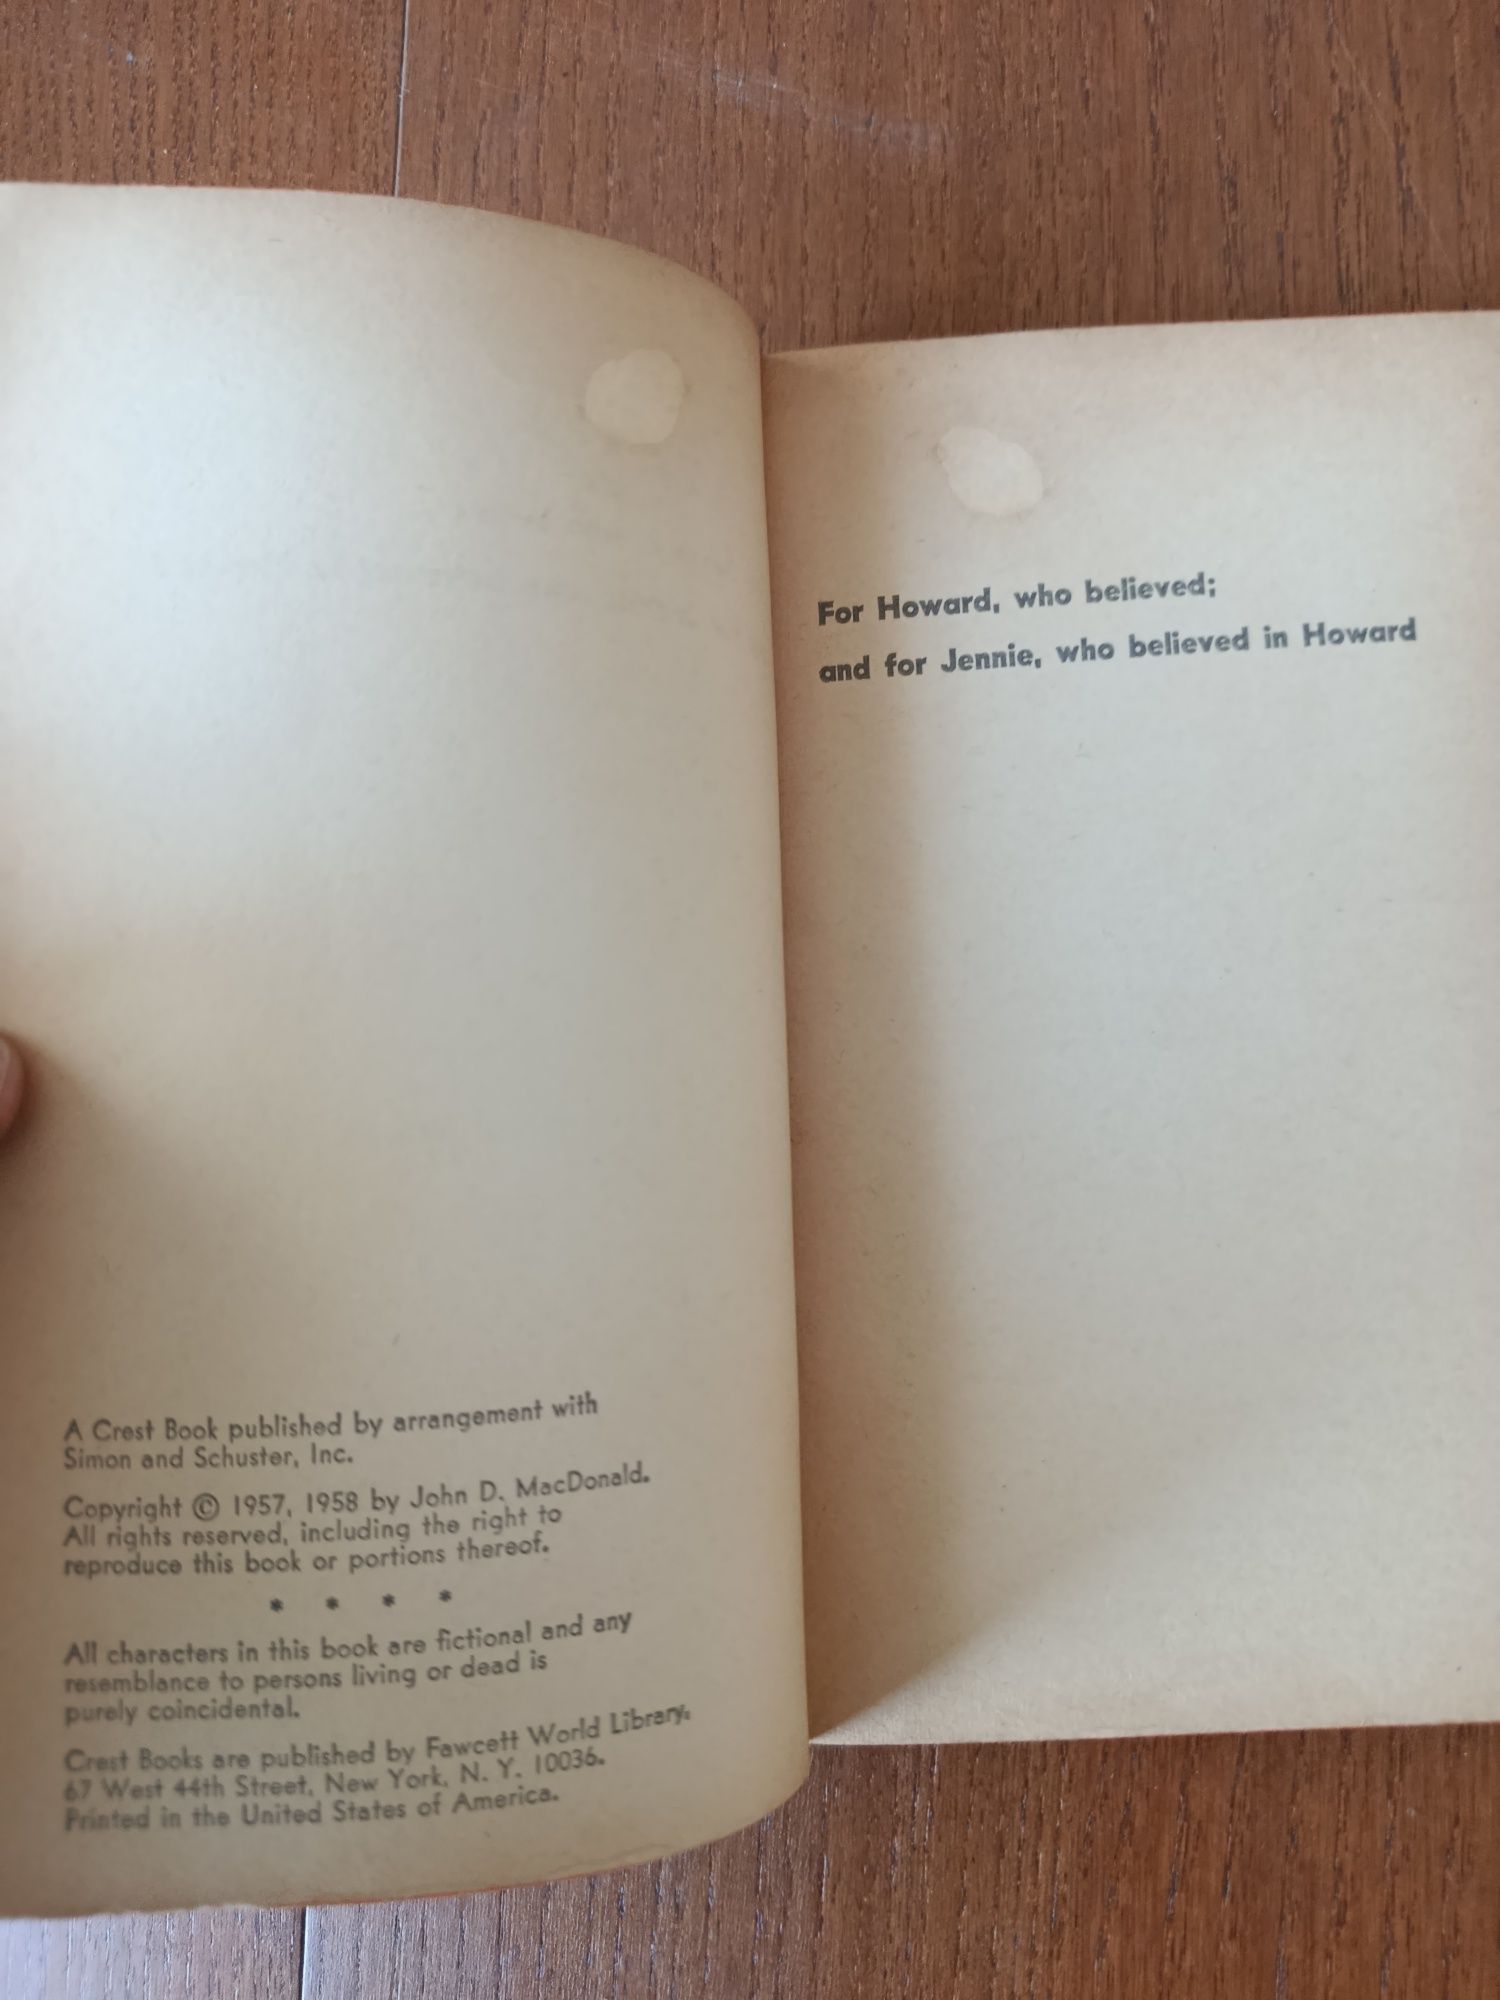 A Crest Book published by arrangement with
Simon and Schuster, Inc.
Copyright © 1957, 1958 by John D. MacDonald.
All rights reserved, including the right to
reproduce this book or portions thereof.
* * * *
All characters in this book are fictional and any
resemblance to persons living or dead is
purely coincidental.
Crest Books are published by Fawcett World Library,
67 West 44th Street, New York, N. Y. 10036.
Printed in the United States of America.
For Howard, who believed;
and for Jennie, who believed in Howard